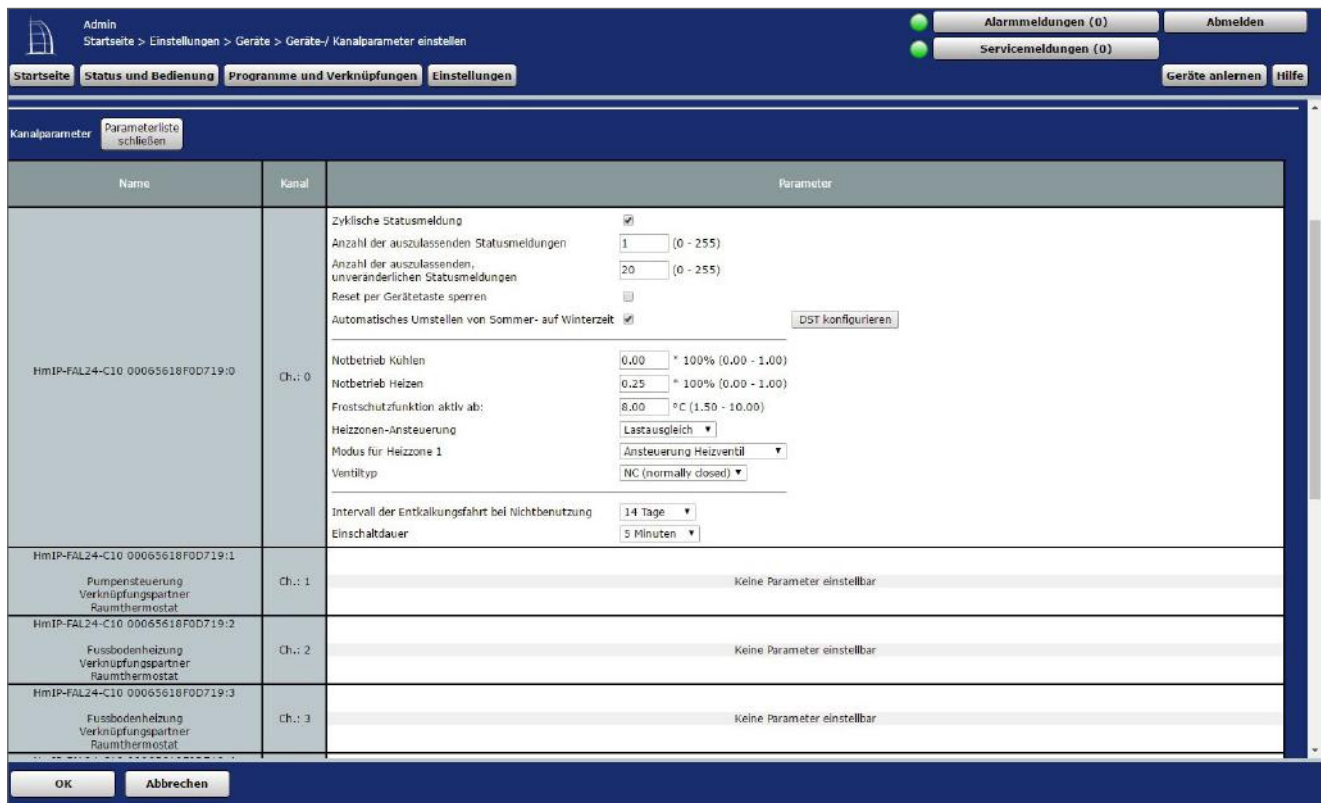 Admin
Alarmmeldungen (0)
Abmelden
Startseite > Einstellungen > Geräte > Geräte-/ Kanalparameter einstellen
Servicemeldungen (0)
Startseite
Status und Bedienung
Programme und Verknüpfungen
Einstellungen
Geräte anlernen
Hilfe
Kanalparameter
Parameterliste
schließen
Name
Kanal
Parameter
HmIP-FAL24-C10 00065618F0D719:0
Ch.: 0
Zyklische Statusmeldung
Anzahl der auszulassenden Statusmeldungen 1 (0 - 255)
Anzahl der auszulassenden,
unveränderlichen Statusmeldungen 20 (0 - 255)
Reset per Gerätetaste sperren
Automatisches Umstellen von Sommer- auf Winterzeit DST konfigurieren
Notbetrieb Kühlen 0.00 * 100% (0.00 - 1.00)
Notbetrieb Heizen 0.25 * 100% (0.00 - 1.00)
Frostschutzfunktion aktiv ab: 8.00 °C (1.50 - 10.00)
Heizzonen-Ansteuerung Lastausgleich
Modus für Heizzone 1 Ansteuerung Heizventil
Ventiltyp NC (normally closed)
Intervall der Entkalkungsfahrt bei Nichtbenutzung 14 Tage
Einschaltdauer 5 Minuten
HmIP-FAL24-C10 00065618F0D719:1
Pumpensteuerung
Verknüpfungspartner
Raumthermostat
Ch.: 1
Keine Parameter einstellbar
HmIP-FAL24-C10 00065618F0D719:2
Fussbodenheizung
Verknüpfungspartner
Raumthermostat
Ch.: 2
Keine Parameter einstellbar
HmIP-FAL24-C10 00065618F0D719:3
Fussbodenheizung
Verknüpfungspartner
Raumthermostat
Ch.: 3
Keine Parameter einstellbar
OK
Abbrechen